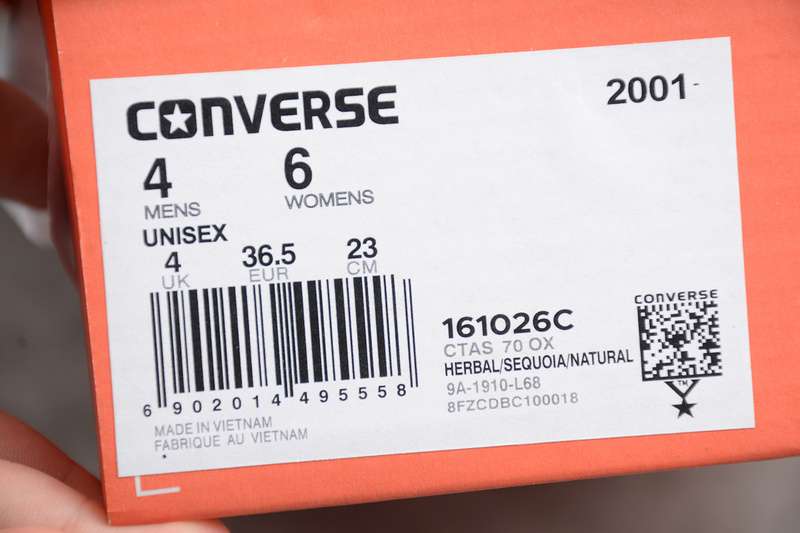 CONVERSE 2001-
4 6
MENS WOMENS
UNISEX
4 36.5 23
UK EUR CM
6 902014 495558
MADE IN VIETNAM
FABRIQUE AU VIETNAM
161026C
CTAS 70 OX
HERBAL/SEQUOIA/NATURAL
9A-1910-L68
8FZCDBC100018
CONVERSE
TM